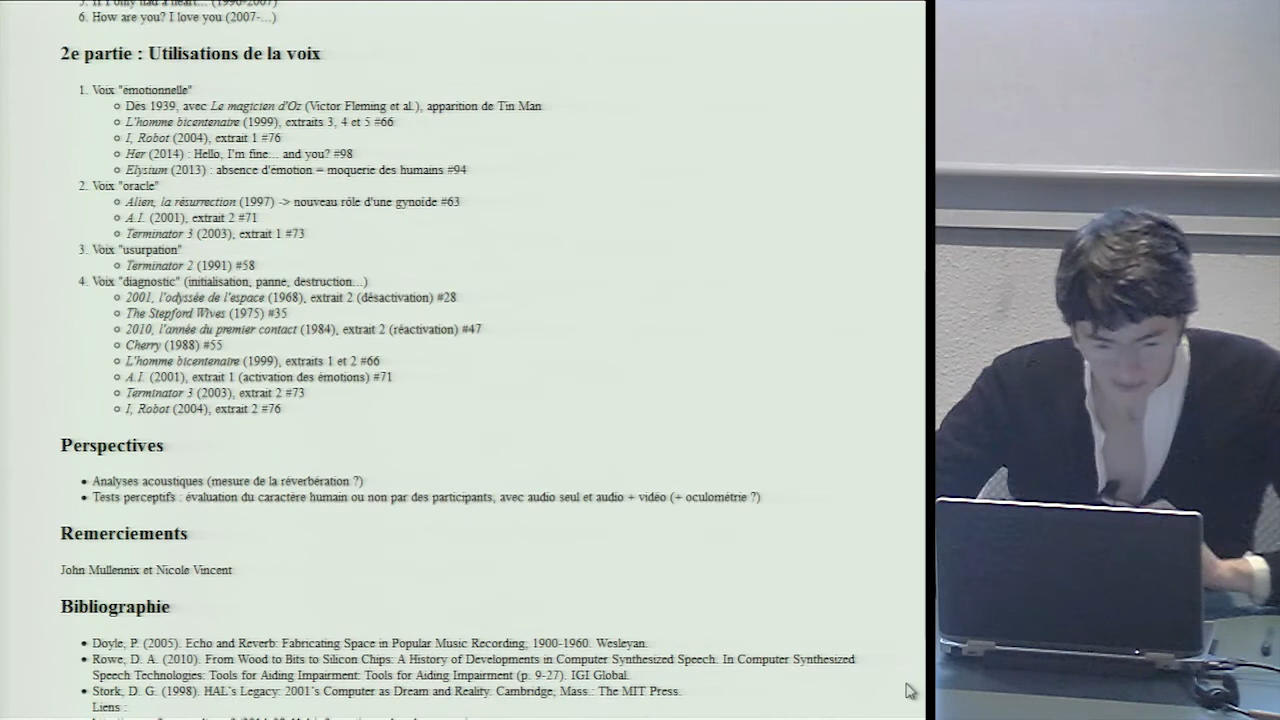 5. If I only had a heart... (1990-2007)
6. How are you? I love you (2007-...)
2e partie : Utilisations de la voix
1. Voix "émotionnelle"
Dès 1939, avec Le magicien d'Oz (Victor Fleming et al.), apparition de Tin Man
L'homme bicentenaire (1999), extraits 3, 4 et 5 #66
I, Robot (2004), extrait 1 #76
Her (2014) : Hello, I'm fine... and you? #98
Elysium (2013) : absence d'émotion = moquerie des humains #94
2. Voix "oracle"
Alien, la résurrection (1997) -> nouveau rôle d'une gynoïde #63
A.I. (2001), extrait 2 #71
Terminator 3 (2003), extrait 1 #73
3. Voix "usurpation"
Terminator 2 (1991) #58
4. Voix "diagnostic" (initialisation, panne, destruction...)
2001, l'odyssée de l'espace (1968), extrait 2 (désactivation) #28
The Stepford Wives (1975) #35
2010, l'année du premier contact (1984), extrait 2 (réactivation) #47
Cherry (1988) #55
L'homme bicentenaire (1999), extraits 1 et 2 #66
A.I. (2001), extrait 1 (activation des émotions) #71
Terminator 3 (2003), extrait 2 #73
I, Robot (2004), extrait 2 #76
Perspectives
Analyses acoustiques (mesure de la réverbération ?)
Tests perceptifs : évaluation du caractère humain ou non par des participants, avec audio seul et audio + vidéo (+ oculométrie ?)
Remerciements
John Mullennix et Nicole Vincent
Bibliographie
Doyle, P. (2005). Echo and Reverb: Fabricating Space in Popular Music Recording, 1900-1960. Wesleyan.
Rowe, D. A. (2010). From Wood to Bits to Silicon Chips: A History of Developments in Computer Synthesized Speech. In Computer Synthesized
Speech Technologies: Tools for Aiding Impairment: Tools for Aiding Impairment (p. 9-27). IGI Global.
Stork, D. G. (1998). HAL's Legacy: 2001's Computer as Dream and Reality. Cambridge, Mass.: The MIT Press.
Liens :